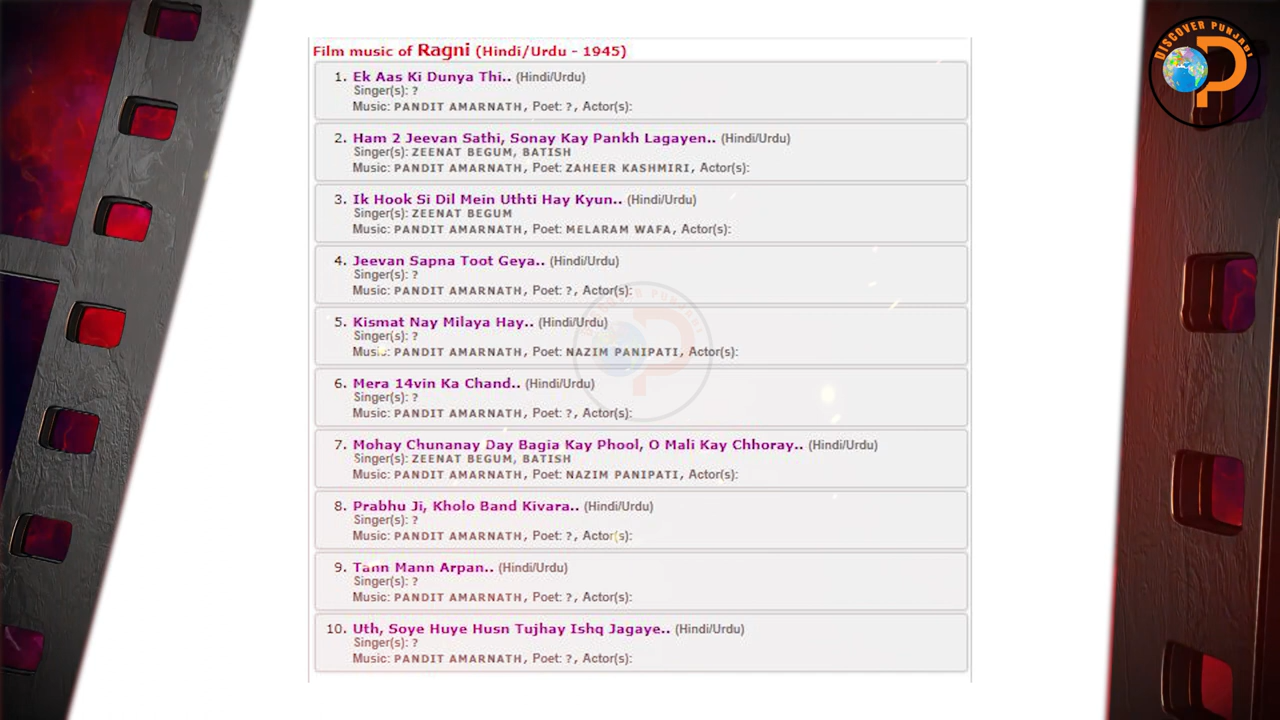 DISCOVER PUNJABI
Film music of Ragni (Hindi/Urdu - 1945)
1. Ek Aas Ki Dunya Thi.. (Hindi/Urdu)
Singer(s): ?
Music: PANDIT AMARNATH, Poet: ?, Actor(s):
2. Ham 2 Jeevan Sathi, Sonay Kay Pankh Lagayen.. (Hindi/Urdu)
Singer(s): ZEENAT BEGUM, BATISH
Music: PANDIT AMARNATH, Poet: ZAHEER KASHMIRI, Actor(s):
3. Ik Hook Si Dil Mein Uthti Hay Kyun.. (Hindi/Urdu)
Singer(s): ZEENAT BEGUM
Music: PANDIT AMARNATH, Poet: MELARAM WAFA, Actor(s):
4. Jeevan Sapna Toot Geya.. (Hindi/Urdu)
Singer(s): ?
Music: PANDIT AMARNATH, Poet: ?, Actor(s):
5. Kismat Nay Milaya Hay.. (Hindi/Urdu)
Singer(s): ?
Music: PANDIT AMARNATH, Poet: NAZIM PANIPATI, Actor(s):
6. Mera 14vin Ka Chand.. (Hindi/Urdu)
Singer(s): ?
Music: PANDIT AMARNATH, Poet: ?, Actor(s):
7. Mohay Chunanay Day Bagia Kay Phool, O Mali Kay Chhoray.. (Hindi/Urdu)
Singer(s): ZEENAT BEGUM, BATISH
Music: PANDIT AMARNATH, Poet: NAZIM PANIPATI, Actor(s):
8. Prabhu Ji, Kholo Band Kivara.. (Hindi/Urdu)
Singer(s): ?
Music: PANDIT AMARNATH, Poet: ?, Actor(s):
9. Tann Mann Arpan.. (Hindi/Urdu)
Singer(s): ?
Music: PANDIT AMARNATH, Poet: ?, Actor(s):
10. Uth, Soye Huye Husn Tujhay Ishq Jagaye.. (Hindi/Urdu)
Singer(s): ?
Music: PANDIT AMARNATH, Poet: ?, Actor(s):